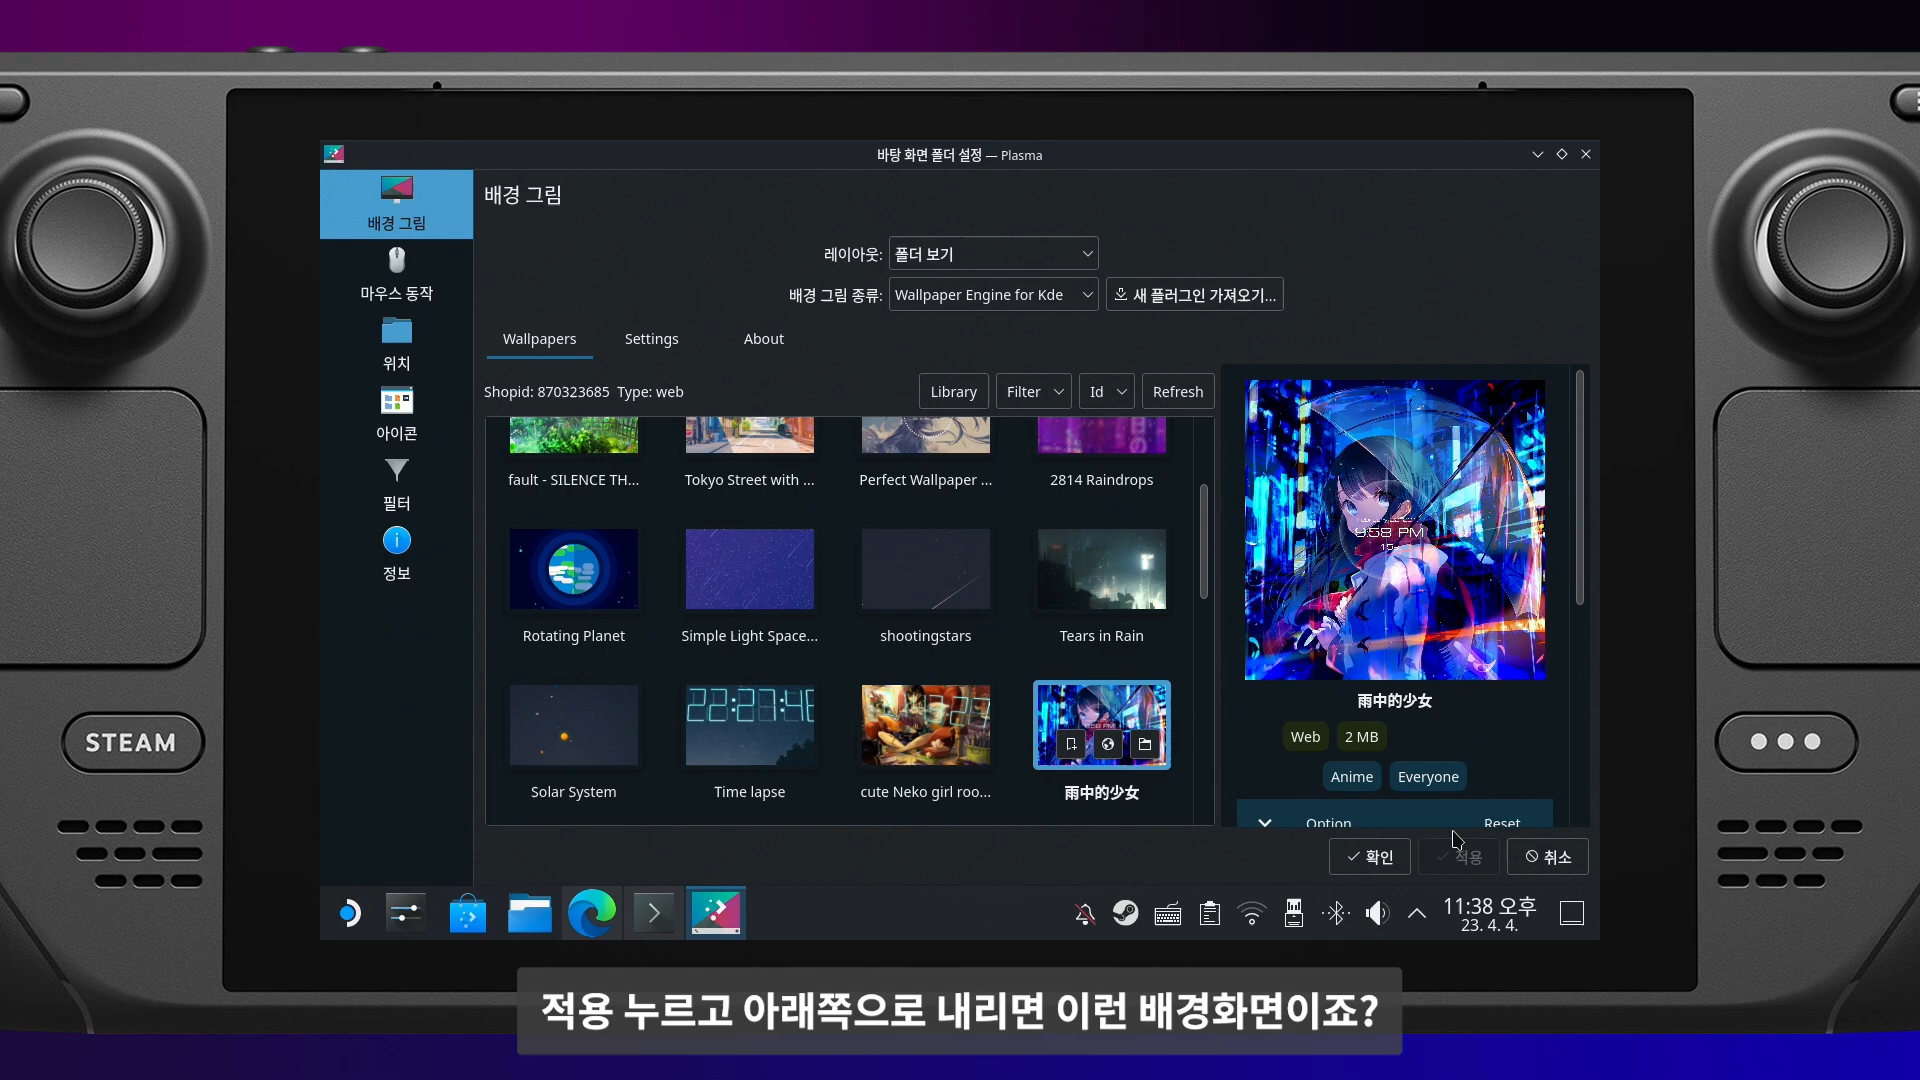 바탕 화면 폴더 설정 — Plasma
배경 그림
마우스 동작
위치
아이콘
필터
정보
배경 그림
레이아웃: 폴더 보기
배경 그림 종류: Wallpaper Engine for Kde 새 플러그인 가져오기...
Wallpapers Settings About
Shopid: 870323685 Type: web Library Filter Id Refresh
fault - SILENCE TH... Tokyo Street with ... Perfect Wallpaper ... 2814 Raindrops
Rotating Planet Simple Light Space... shootingstars Tears in Rain
22:27:4
Solar System Time lapse cute Neko girl roo... 雨中的少女
9:58 PM
雨中的少女
Web 2 MB
Anime Everyone
Option Reset
확인 적용 취소
STEAM
11:38 오후
23. 4. 4.
적용 누르고 아래쪽으로 내리면 이런 배경화면이죠?